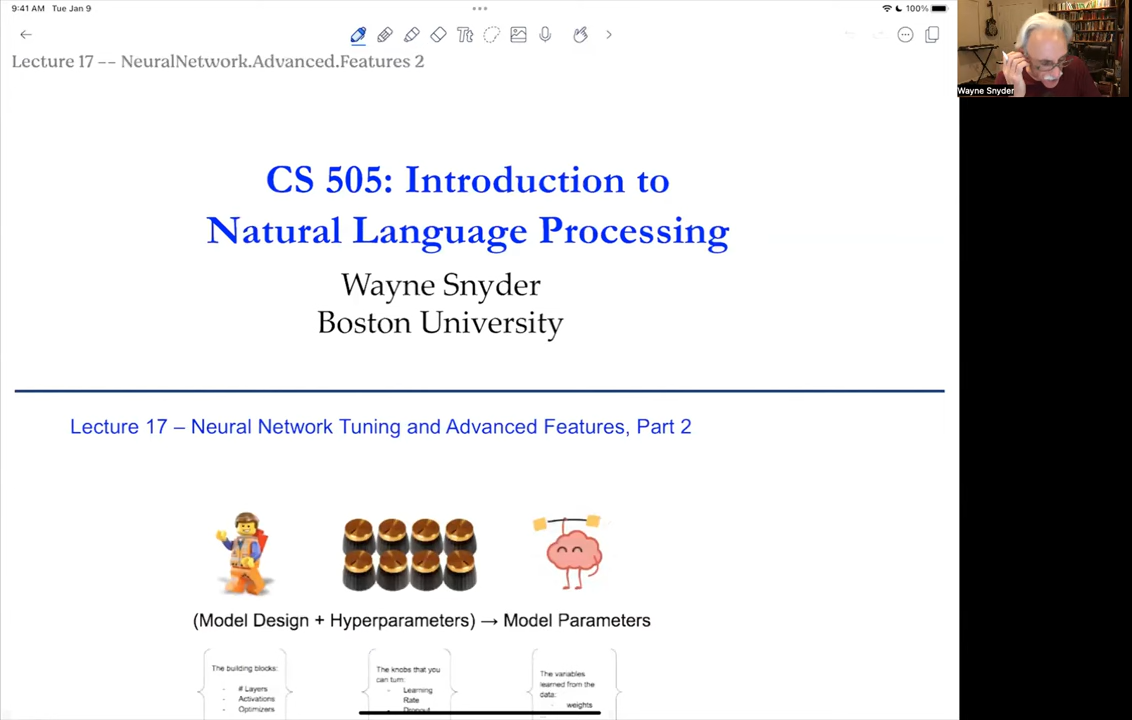 9:41 AM Tue Jan 9
100%
Lecture 17 -- NeuralNetwork.Advanced.Features 2
Wayne Snyder
CS 505: Introduction to
Natural Language Processing
Wayne Snyder
Boston University
Lecture 17 – Neural Network Tuning and Advanced Features, Part 2
(Model Design + Hyperparameters) → Model Parameters
The building blocks:
- # Layers
- Activations
- Optimizers
The knobs that you
can turn:
- Learning
Rate
- Dropout
The variables
learned from the
data:
- weights